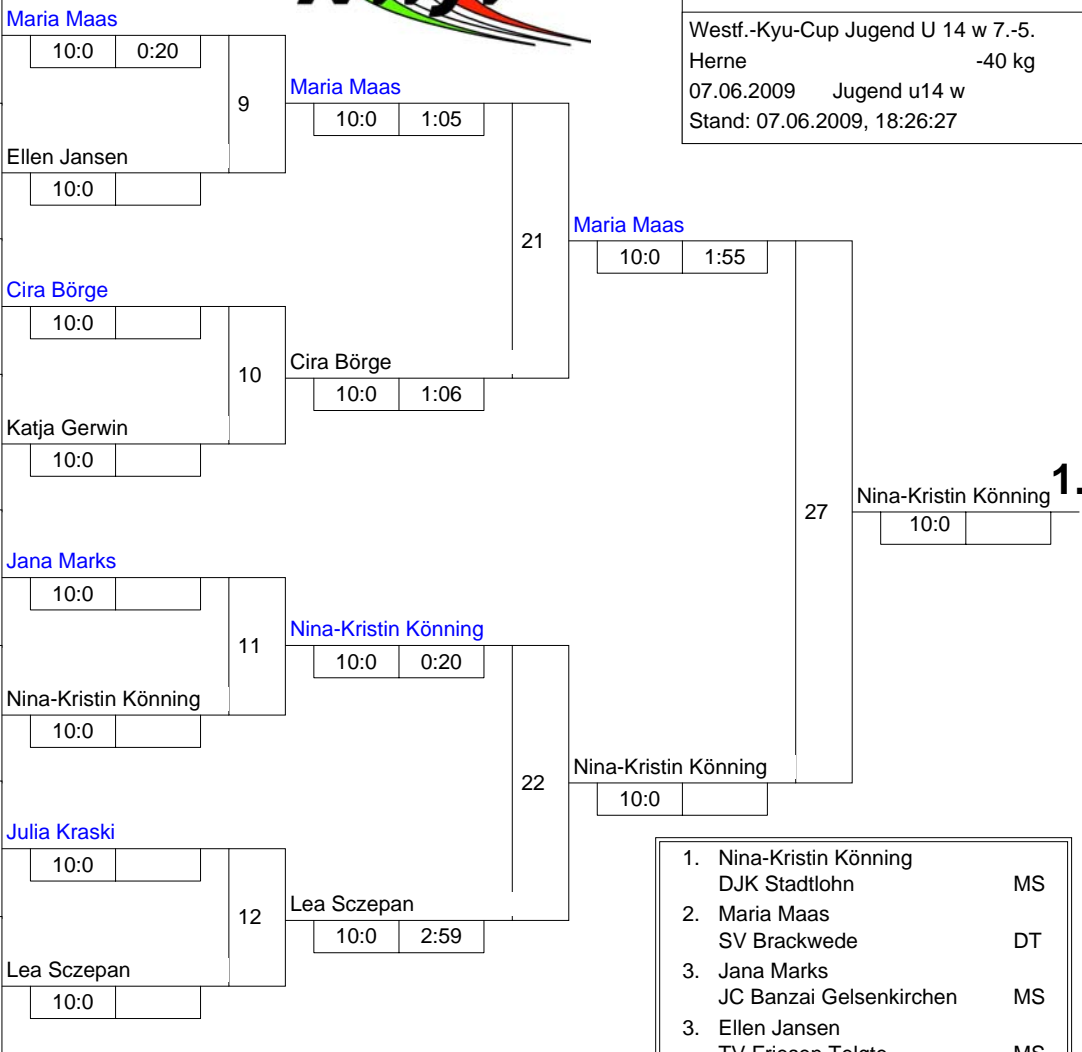 Maria Maas
10:0 0:20
9
Ellen Jansen
10:0
Cira Börge
10:0
10
Katja Gerwin
10:0
Jana Marks
10:0
11
Nina-Kristin Könning
10:0
Julia Kraski
10:0
12
Lea Sczepan
10:0
Maria Maas
10:0 1:05
21
Cira Börge
10:0 1:06
Nina-Kristin Könning
10:0 0:20
22
Lea Sczepan
10:0 2:59
Maria Maas
10:0 1:55
27
Nina-Kristin Könning
10:0
Nina-Kristin Könning 1.
10:0
Westf.-Kyu-Cup Jugend U 14 w 7.-5.
Herne -40 kg
07.06.2009 Jugend u14 w
Stand: 07.06.2009, 18:26:27
1. Nina-Kristin Könning
DJK Stadtlohn MS
2. Maria Maas
SV Brackwede DT
3. Jana Marks
JC Banzai Gelsenkirchen MS
3. Ellen Jansen
TV Friesen Telgte MS